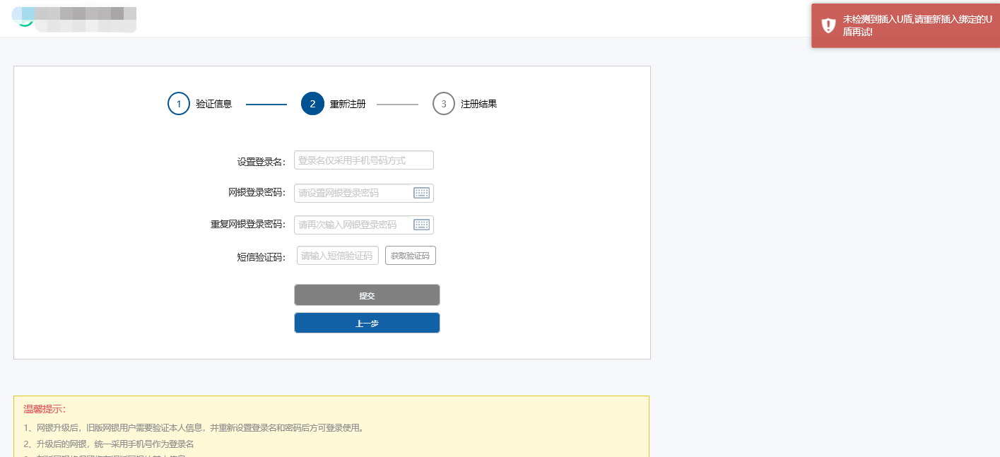 未检测到插入U盾,请重新插入绑定的U
盾再试!
1 验证信息 2 重新注册 3 注册结果
设置登录名: 登录名仅采用手机号码方式
网银登录密码: 请设置网银登录密码
重复网银登录密码: 请再次输入网银登录密码
短信验证码: 请输入短信验证码 获取验证码
提交
上一步
温馨提示:
1、网银升级后，旧版网银用户需要验证本人信息，并重新设置登录名和密码后方可登录使用。
2、升级后的网银，统一采用手机号作为登录名